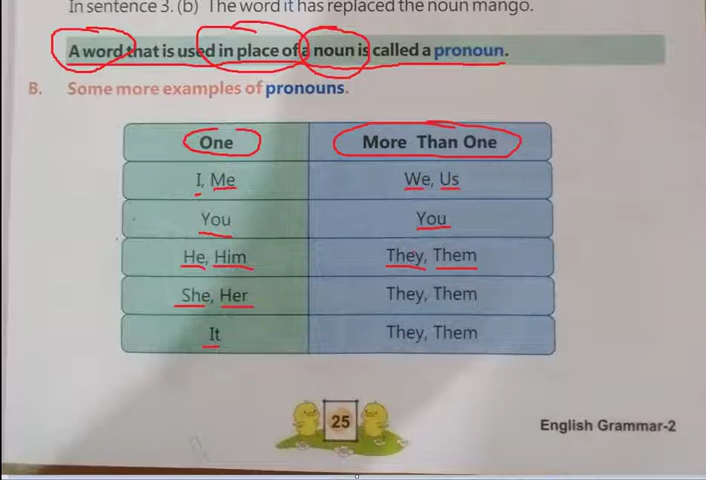 In sentence 3. (b) The word it has replaced the noun mango.
A word that is used in place of a noun is called a pronoun.
B. Some more examples of pronouns.
One More Than One
I, Me We, Us
You You
He, Him They, Them
She, Her They, Them
It They, Them
25
English Grammar-2